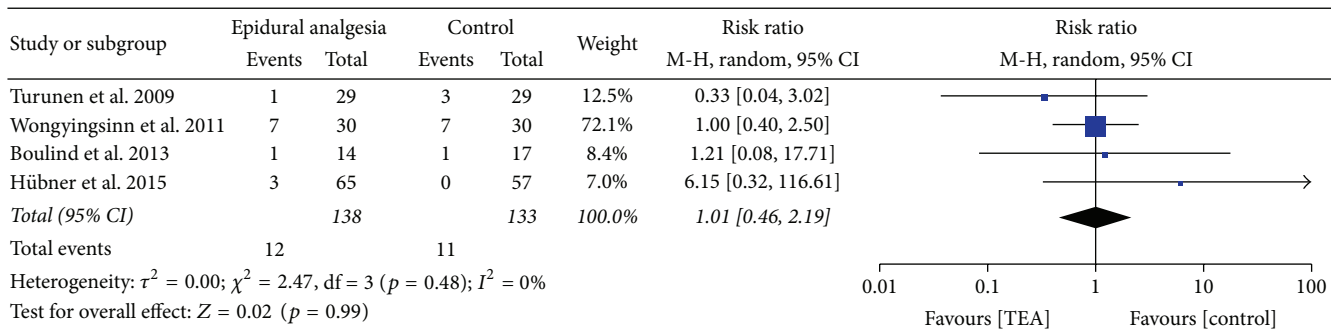 Study or subgroup Epidural analgesia Control Weight Risk ratio Risk ratio
Events Total Events Total M-H, random, 95% CI M-H, random, 95% CI
Turunen et al. 2009 1 29 3 29 12.5% 0.33 [0.04, 3.02]
Wongyingsinn et al. 2011 7 30 7 30 72.1% 1.00 [0.40, 2.50]
Boulind et al. 2013 1 14 1 17 8.4% 1.21 [0.08, 17.71]
Hübner et al. 2015 3 65 0 57 7.0% 6.15 [0.32, 116.61]
Total (95% CI) 138 133 100.0% 1.01 [0.46, 2.19]
Total events 12 11
Heterogeneity: τ² = 0.00; χ² = 2.47, df = 3 (p = 0.48); I² = 0%
Test for overall effect: Z = 0.02 (p = 0.99)
0.01 0.1 1 10 100
Favours [TEA] Favours [control]